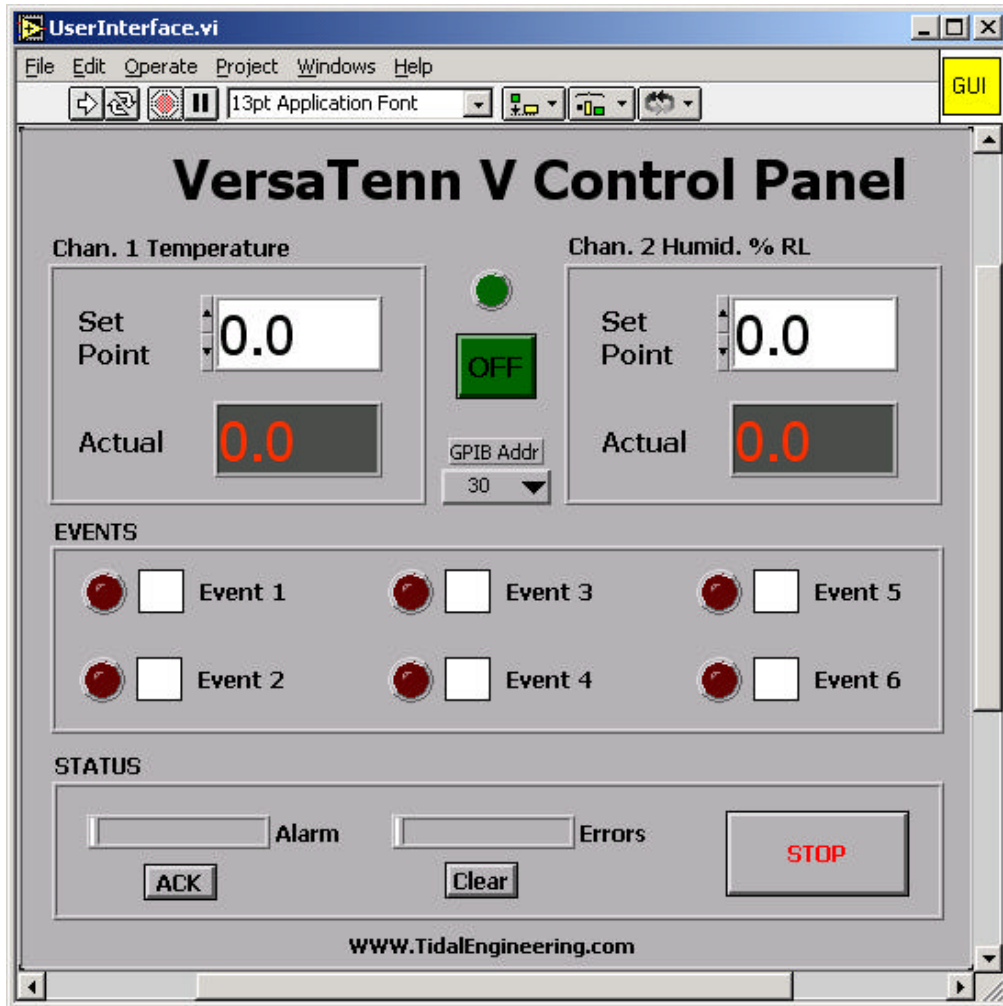 UserInterface.vi
File Edit Operate Project Windows Help
GUI
13pt Application Font
VersaTenn V Control Panel
Chan. 1 Temperature
Chan. 2 Humid. % RL
Set
Point
0.0
OFF
Set
Point
0.0
Actual
0.0
GPIB Addr
30
Actual
0.0
EVENTS
Event 1
Event 3
Event 5
Event 2
Event 4
Event 6
STATUS
Alarm
Errors
STOP
ACK
Clear
WWW.TidalEngineering.com